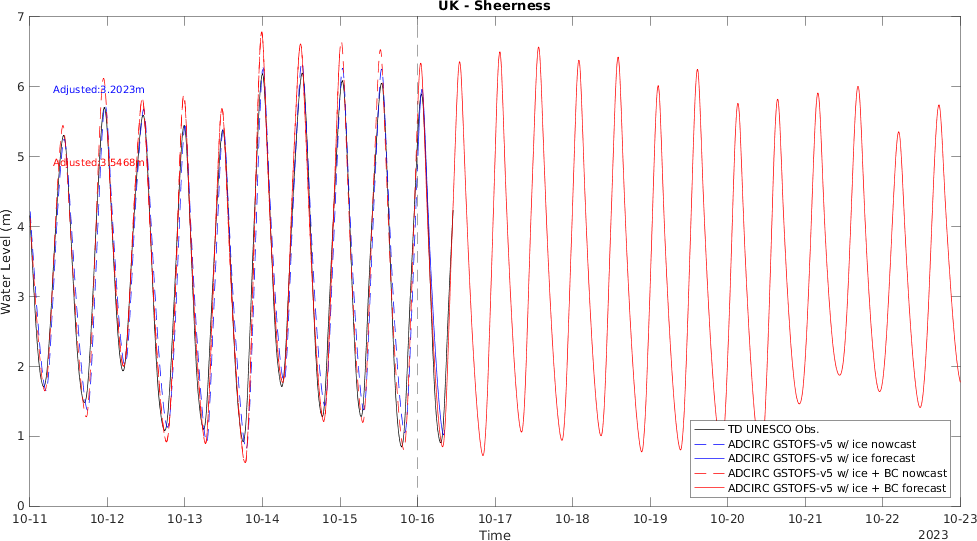 UK - Sheerness
7
6
5
4
3
2
1
0
Water Level (m)
Adjusted:3.2023m
Adjusted:3.5468m
TD UNESCO Obs.
ADCIRC GSTOFS-v5 w/ ice nowcast
ADCIRC GSTOFS-v5 w/ ice forecast
ADCIRC GSTOFS-v5 w/ ice + BC nowcast
ADCIRC GSTOFS-v5 w/ ice + BC forecast
10-11 10-12 10-13 10-14 10-15 10-16 10-17 10-18 10-19 10-20 10-21 10-22 10-23
Time
2023